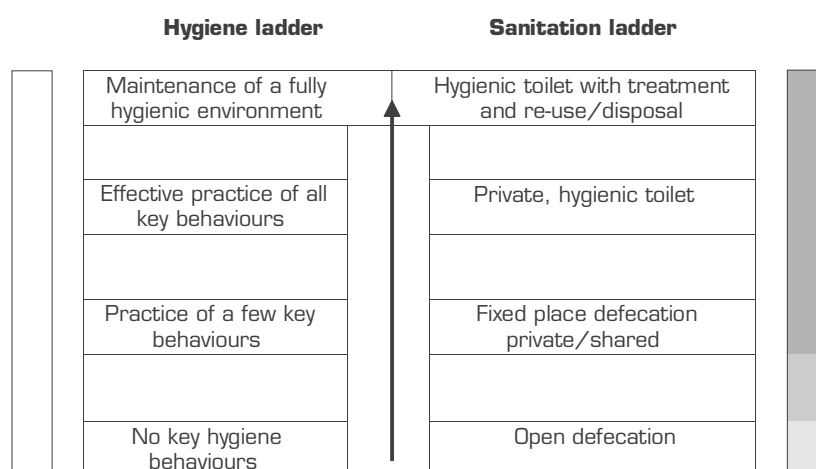 Hygiene ladder
Sanitation ladder
Maintenance of a fully
hygienic environment
Hygienic toilet with treatment
and re-use/disposal
Effective practice of all
key behaviours
Private, hygienic toilet
Practice of a few key
behaviours
Fixed place defecation
private/shared
No key hygiene
behaviours
Open defecation